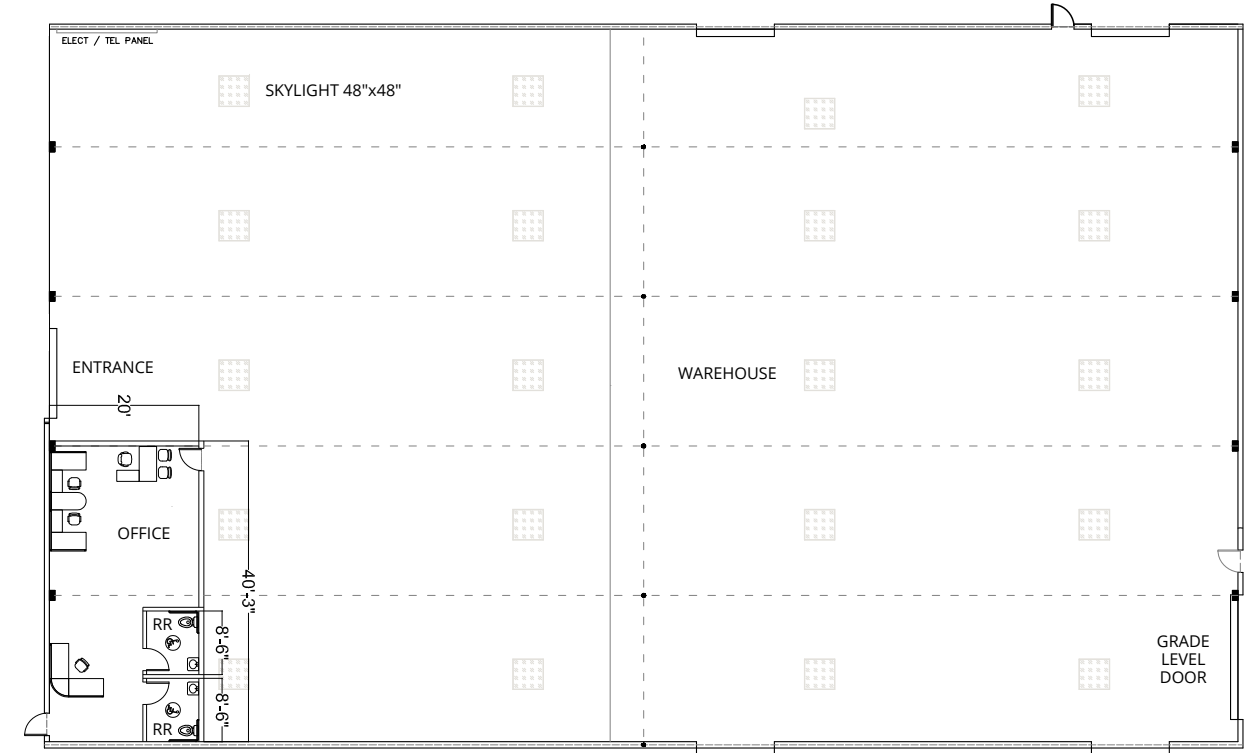 ELECT / TEL PANEL
SKYLIGHT 48"x48"
ENTRANCE
WAREHOUSE
20'
OFFICE
40'-3"
RR
8'-6"
GRADE
LEVEL
DOOR
8'-6"
RR